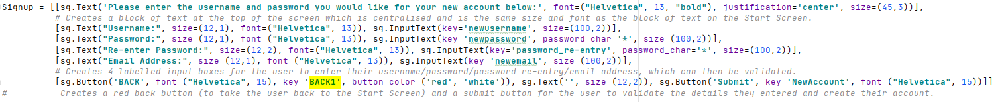 Signup = [[sg.Text('Please enter the username and password you would like for your new account below:', font=("Helvetica", 13, "bold"), justification='center', size=(45,3))],
# Creates a block of text at the top of the screen which is centralised and is the same size and font as the block of text on the Start Screen.
[sg.Text("Username:", size=(12,1), font=("Helvetica", 13)), sg.InputText(key='newusername', size=(100,2))],
[sg.Text("Password:", size=(12,1), font=("Helvetica", 13)), sg.InputText(key='newpassword', password_char='*', size=(100,2))],
[sg.Text("Re-enter Password:", size=(12,2), font=("Helvetica", 13)), sg.InputText(key='password_re-entry', password_char='*', size=(100,2))],
[sg.Text("Email Address:", size=(12,1), font=("Helvetica", 13)), sg.InputText(key='newemail', size=(100,2))],
# Creates 4 labelled input boxes for the user to enter their username/password/password re-entry/email address, which can then be validated.
[sg.Button('BACK', font=("Helvetica", 15), key='BACK1', button_color=('red', 'white')), sg.Text('', size=(12,2)), sg.Button('Submit', key='NewAccount', font=("Helvetica", 15))]]
# Creates a red back button (to take the user back to the Start Screen) and a submit button for the user to validate the details they entered and create their account.